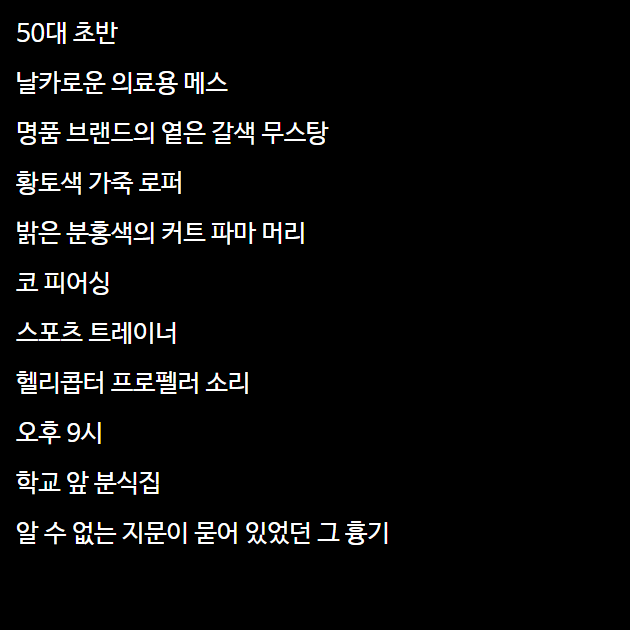 50대 초반
날카로운 의료용 메스
명품 브랜드의 옅은 갈색 무스탕
황토색 가죽 로퍼
밝은 분홍색의 커트 파마 머리
코 피어싱
스포츠 트레이너
헬리콥터 프로펠러 소리
오후 9시
학교 앞 분식집
알 수 없는 지문이 묻어 있었던 그 흉기